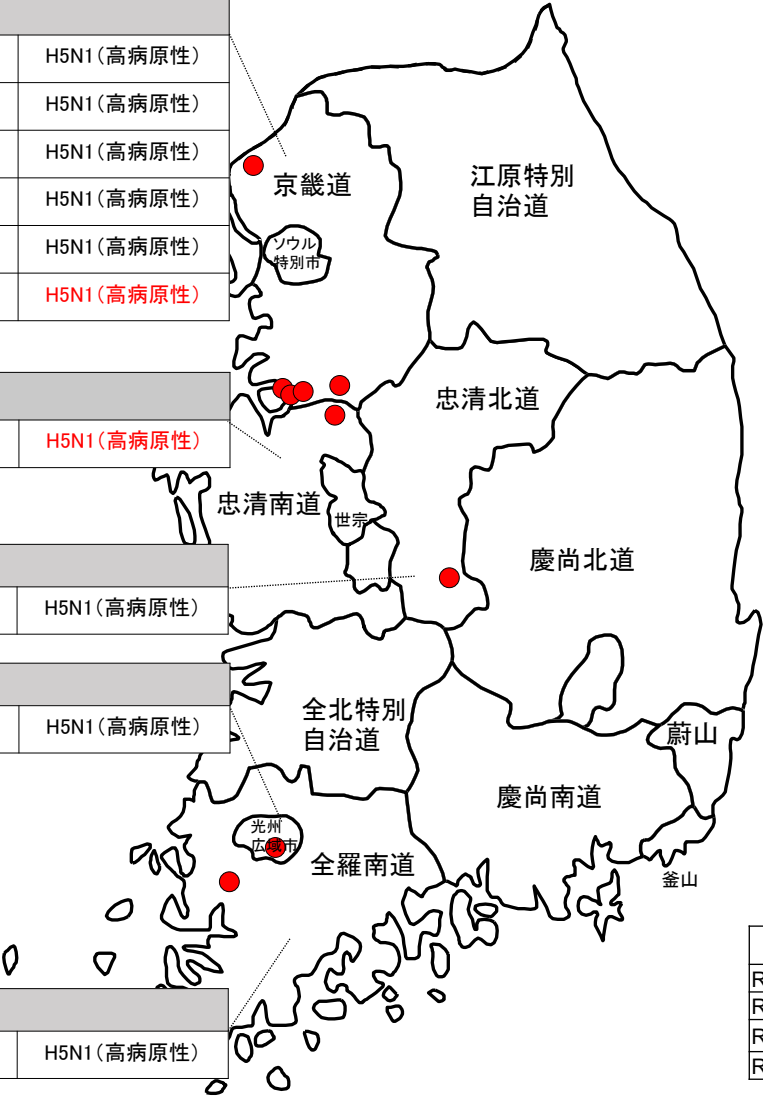 H5N1(高病原性)
H5N1(高病原性)
H5N1(高病原性)
H5N1(高病原性)
H5N1(高病原性)
H5N1(高病原性)
京畿道
江原特別
自治道
ソウル
特別市
H5N1(高病原性)
忠清北道
忠清南道
世宗
慶尚北道
H5N1(高病原性)
H5N1(高病原性)
全北特別
自治道
蔚山
慶尚南道
光州
広域市
全羅南道
釜山
H5N1(高病原性)
R
R
R
R